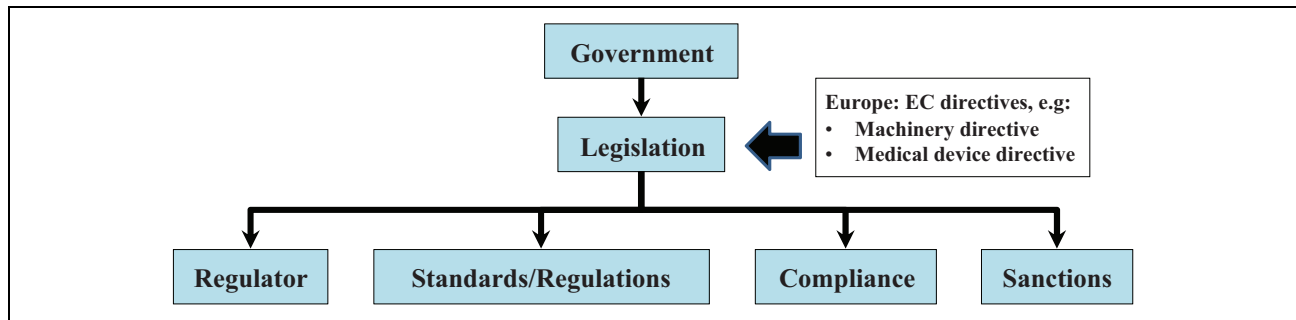 Government
Europe: EC directives, e.g:
• Machinery directive
• Medical device directive
Legislation
Regulator
Standards/Regulations
Compliance
Sanctions